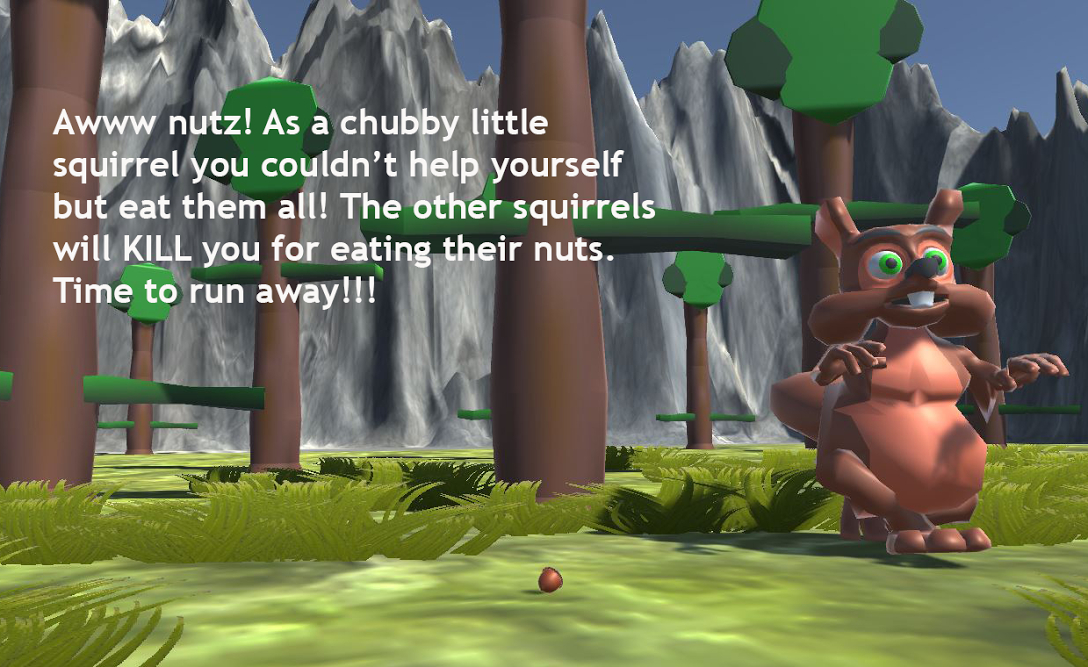 Awww nutz! As a chubby little
squirrel you couldn’t help yourself
but eat them all! The other squirrels
will KILL you for eating their nuts.
Time to run away!!!